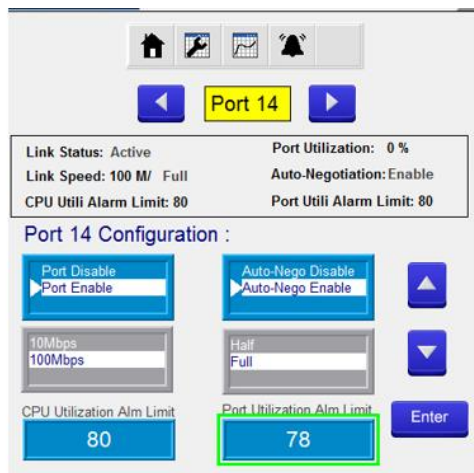 Port 14
Link Status: Active Port Utilization: 0 %
Link Speed: 100 M/ Full Auto-Negotiation: Enable
CPU Utili Alarm Limit: 80 Port Utili Alarm Limit: 80
Port 14 Configuration :
Port Disable Auto-Nego Disable
Port Enable Auto-Nego Enable
10Mbps Half
100Mbps Full
CPU Utilization Alm Limit Port Utilization Alm Limit
80 78 Enter